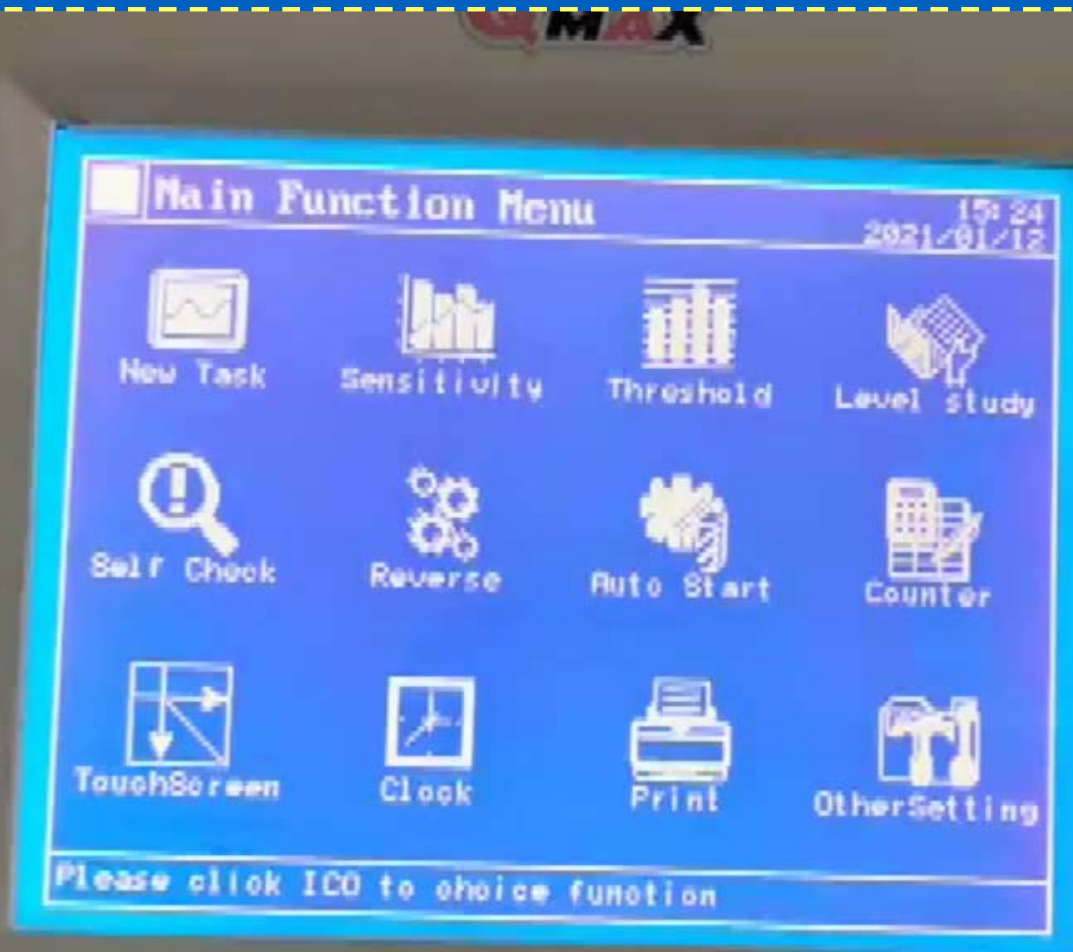 QMAX
Main Function Menu
15:24
2021/01/12
New Task
Sensitivity
Threshold
Level study
Self Check
Reverse
Auto Start
Counter
TouchScreen
Clock
Print
OtherSetting
Please click ICO to choice function